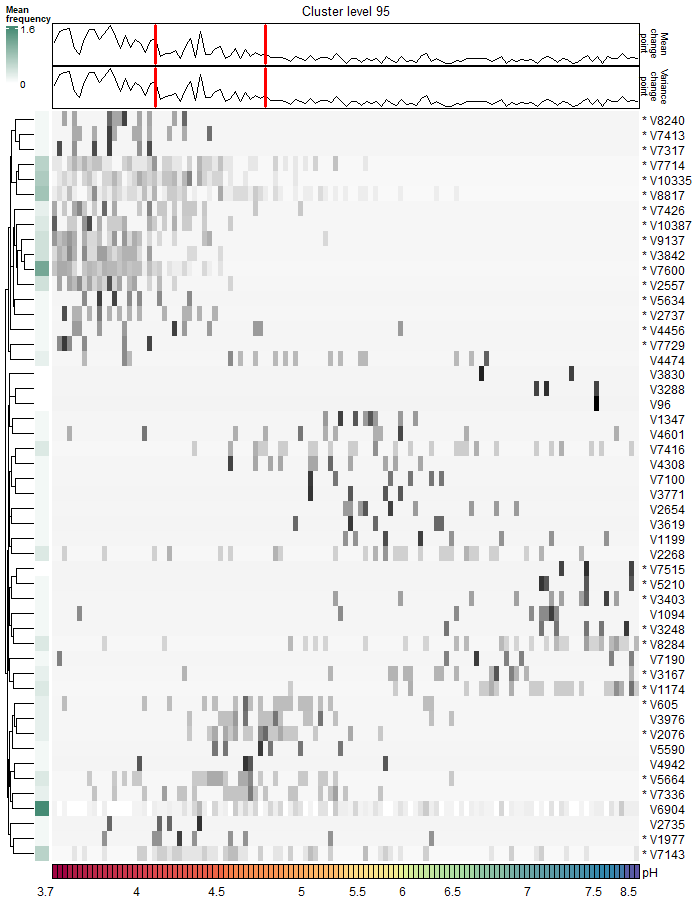 Mean
frequency
1.6
0
Cluster level 95
Mean
change
point
Variance
change
point
* V8240
* V7413
* V7317
* V7714
* V10335
* V8817
* V7426
* V10387
* V9137
* V3842
* V7600
* V2557
* V5634
* V2737
* V4456
* V7729
V4474
V3830
V3288
V96
V1347
V4601
V7416
V4308
V7100
V3771
V2654
V3619
V1199
V2268
* V7515
* V5210
* V3403
V1094
* V3248
* V8284
V7190
* V3167
* V1174
* V605
V3976
* V2076
V5590
V4942
* V5664
* V7336
V6904
V2735
* V1977
* V7143
pH
3.7 4 4.5 5 5.5 6 6.5 7 7.5 8.5